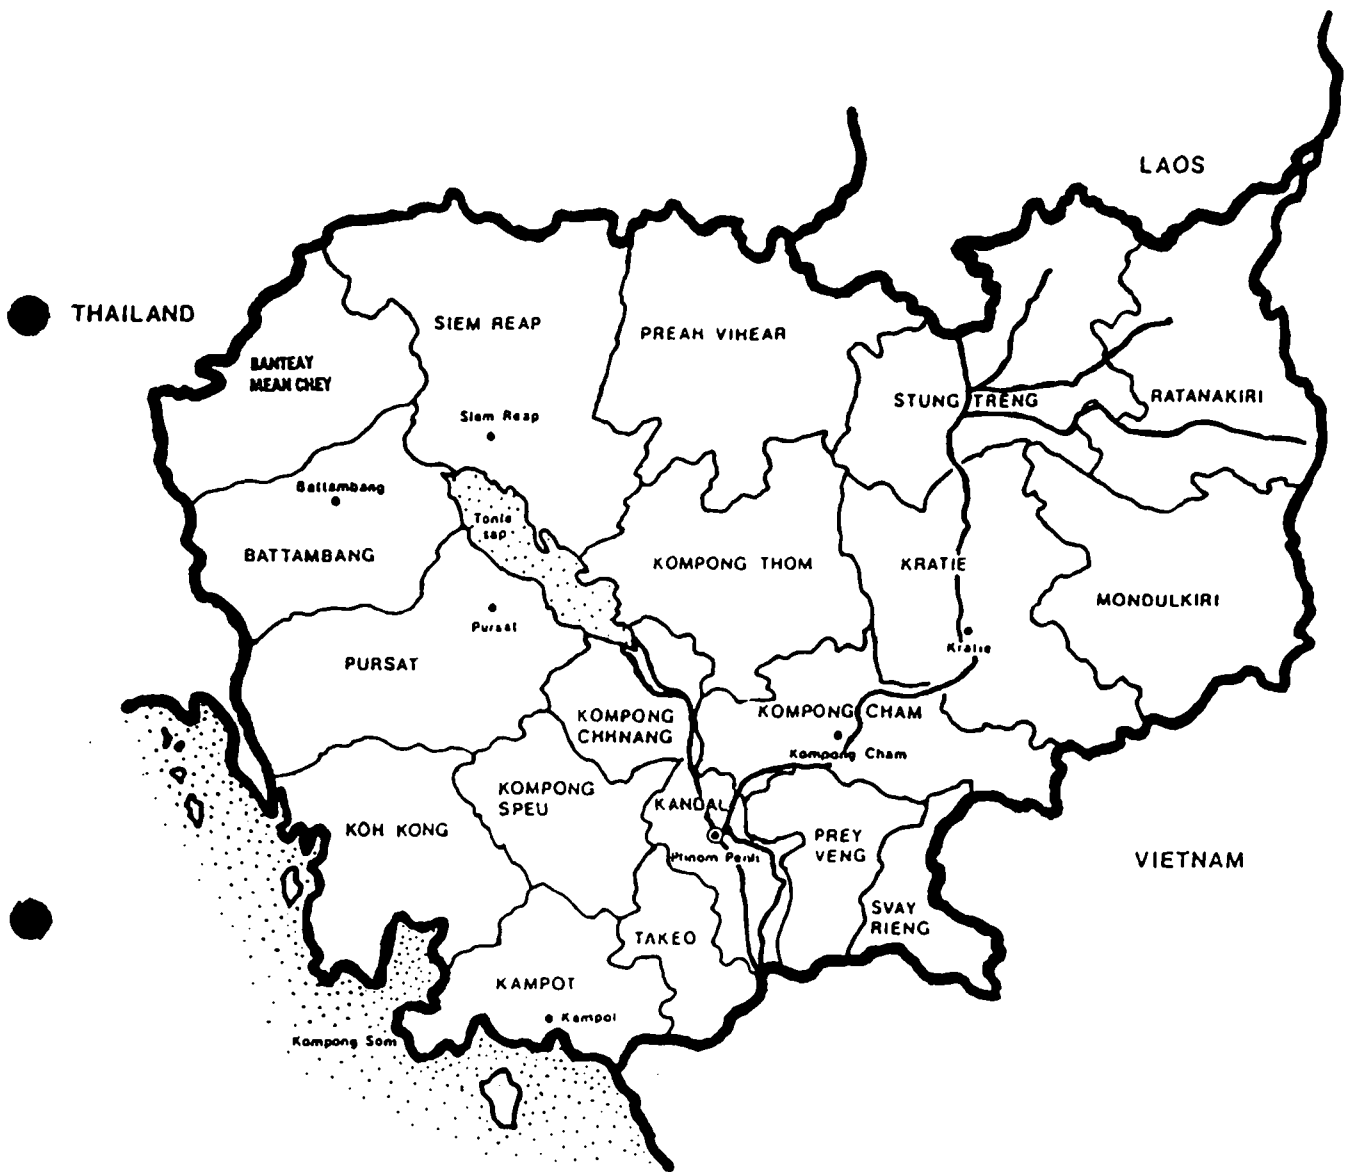 LAOS
THAILAND
SIEM REAP
PREAH VIHEAR
BANTEAY
MEAN CHEY
STUNG TRENG
RATANAKIRI
Siem Reap
Battambang
Tonle
sap
BATTAMBANG
KOMPONG THOM
KRATIE
MONDULKIRI
Pursat
Kratie
PURSAT
KOMPONG
CHHNANG
KOMPONG CHAM
Kompong Cham
KOMPONG
SPEU
KANDAL
KOH KONG
PREY
VENG
Phnom Penh
VIETNAM
SVAY
RIENG
TAKEO
KAMPOT
Kampot
Kompong Som